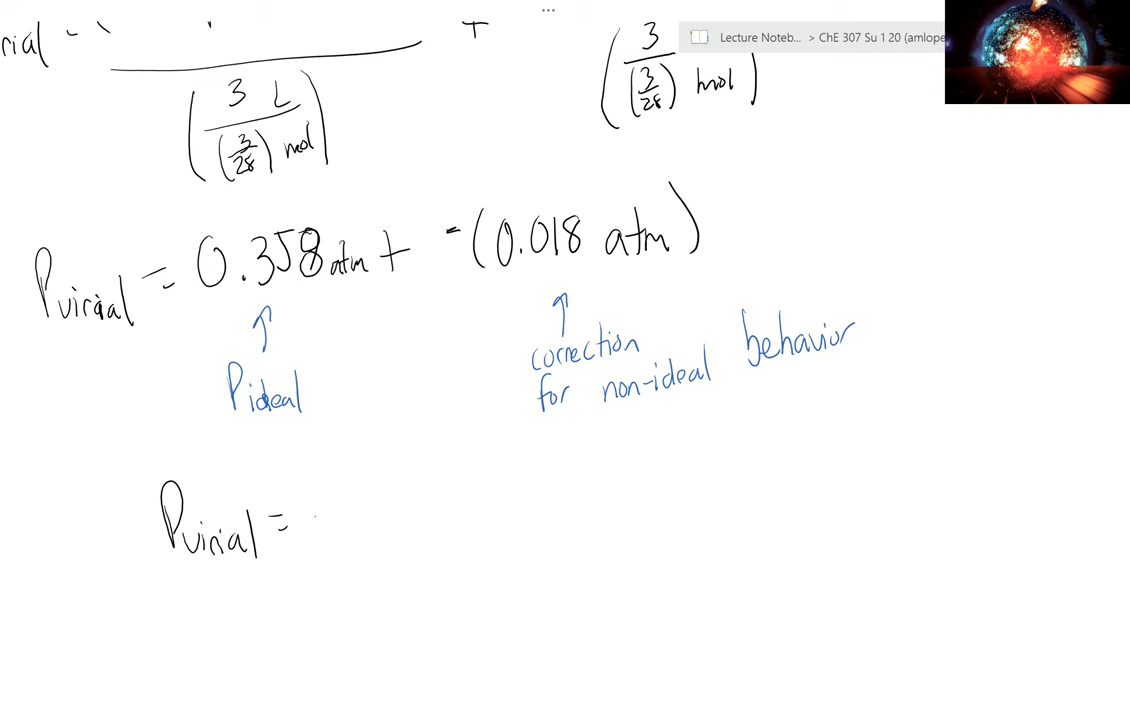 ...
rial =
+
Lecture Noteb... > ChE 307 Su 1 20 (amlope
( 3 L / (3/28) mol )
( 3 / (3/28) mol )
Pvirial = 0.358 atm + -(0.018 atm)
↑ ↑
Pideal
correction
for non-ideal behavior
Pvirial =